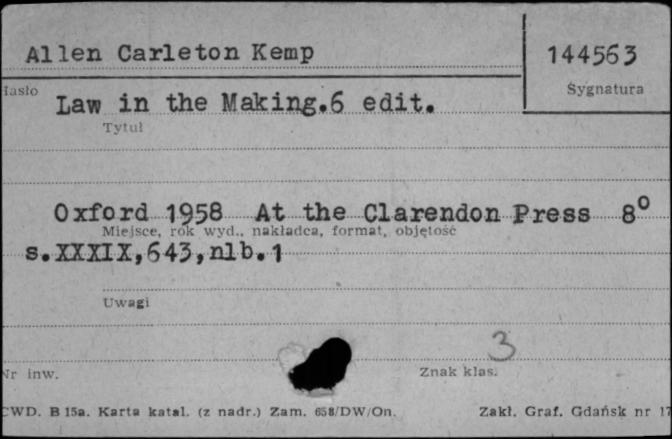 Allen Carleton Kemp
144563
Hasło
Sygnatura
Law in the Making.6 edit.
Tytuł
Oxford 1958 At the Clarendon Press 8°
Miejsce, rok wyd., nakładca, format, objętość
s.XXXIX,643,nlb.1
Uwagi
3
Nr inw.
Znak klas.
CWD. B 15a. Karta katal. (z nadr.) Zam. 658/DW/On.
Zakł. Graf. Gdańsk nr 17